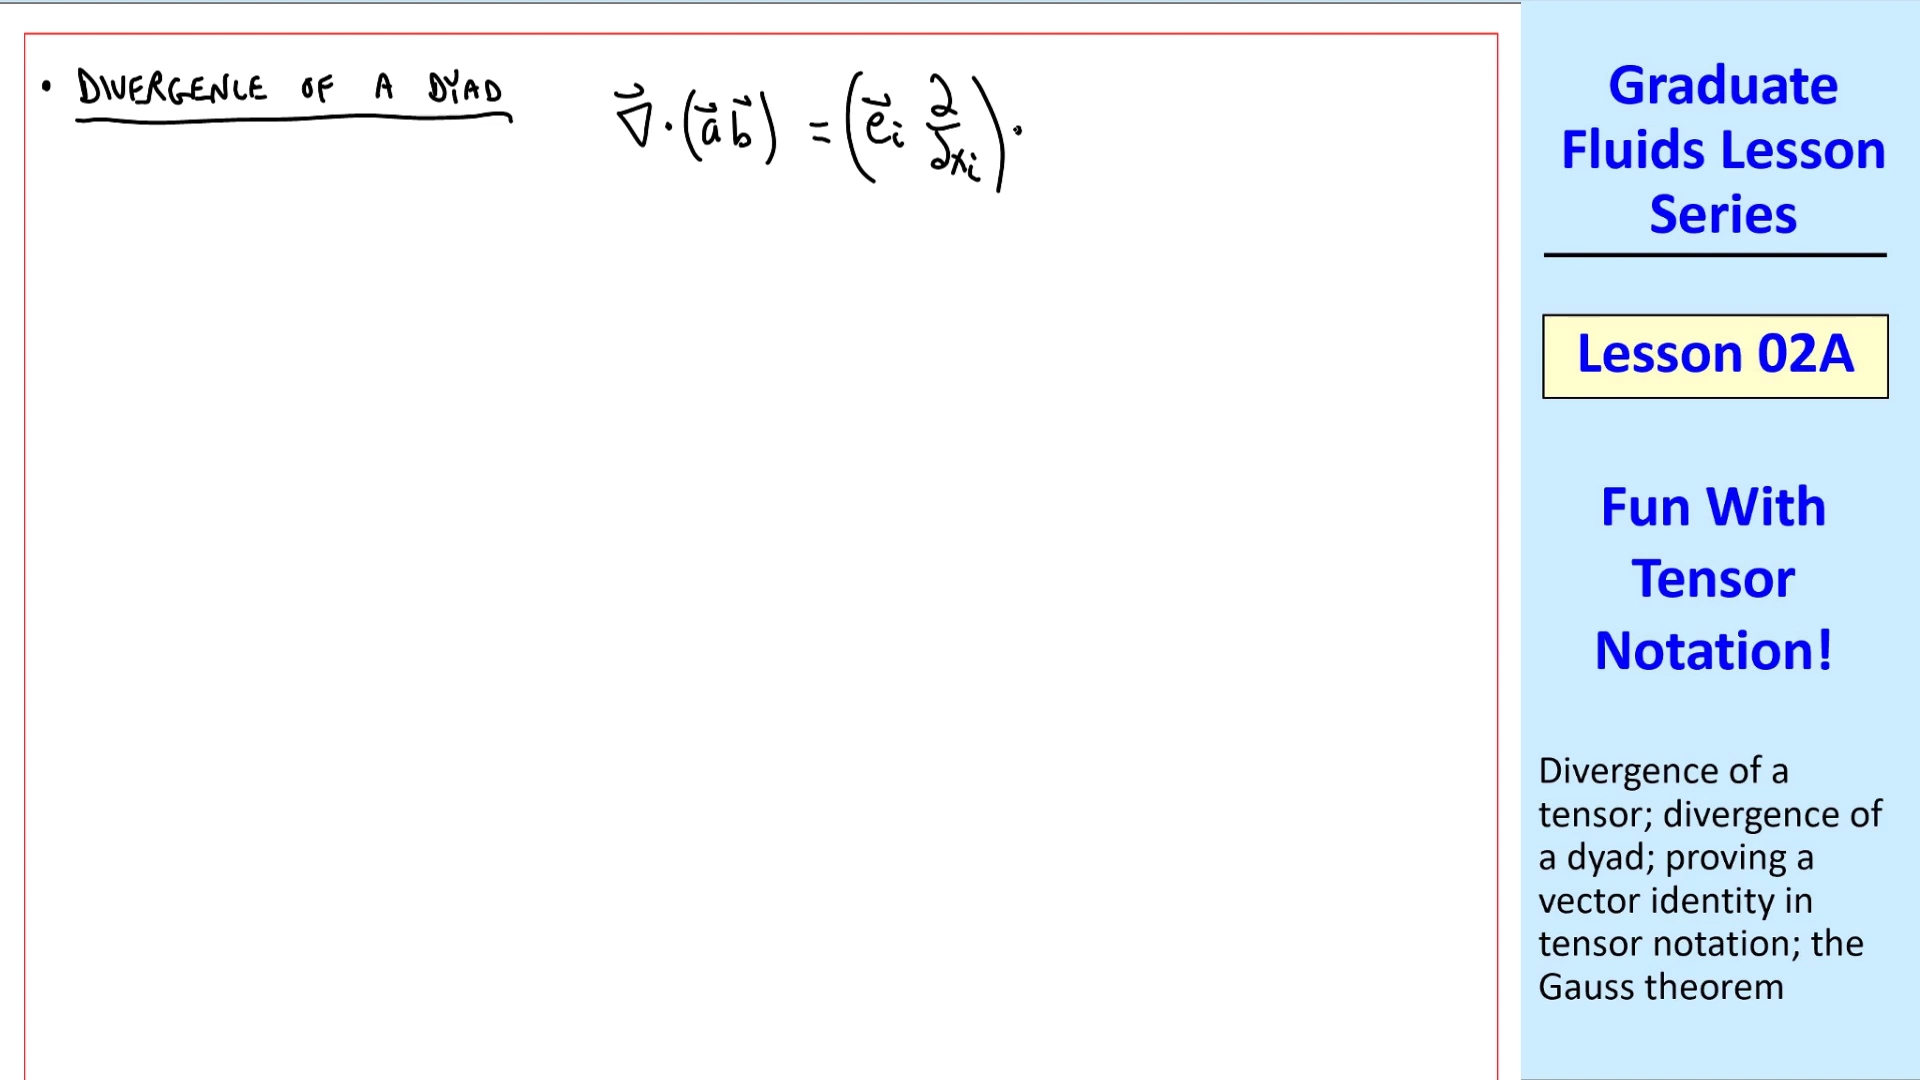 • DIVERGENCE OF A DYAD ∇⃗·(a⃗b⃗) = (e⃗ᵢ ∂/∂xᵢ)·
Graduate
Fluids Lesson
Series
Lesson 02A
Fun With
Tensor
Notation!
Divergence of a
tensor; divergence of
a dyad; proving a
vector identity in
tensor notation; the
Gauss theorem